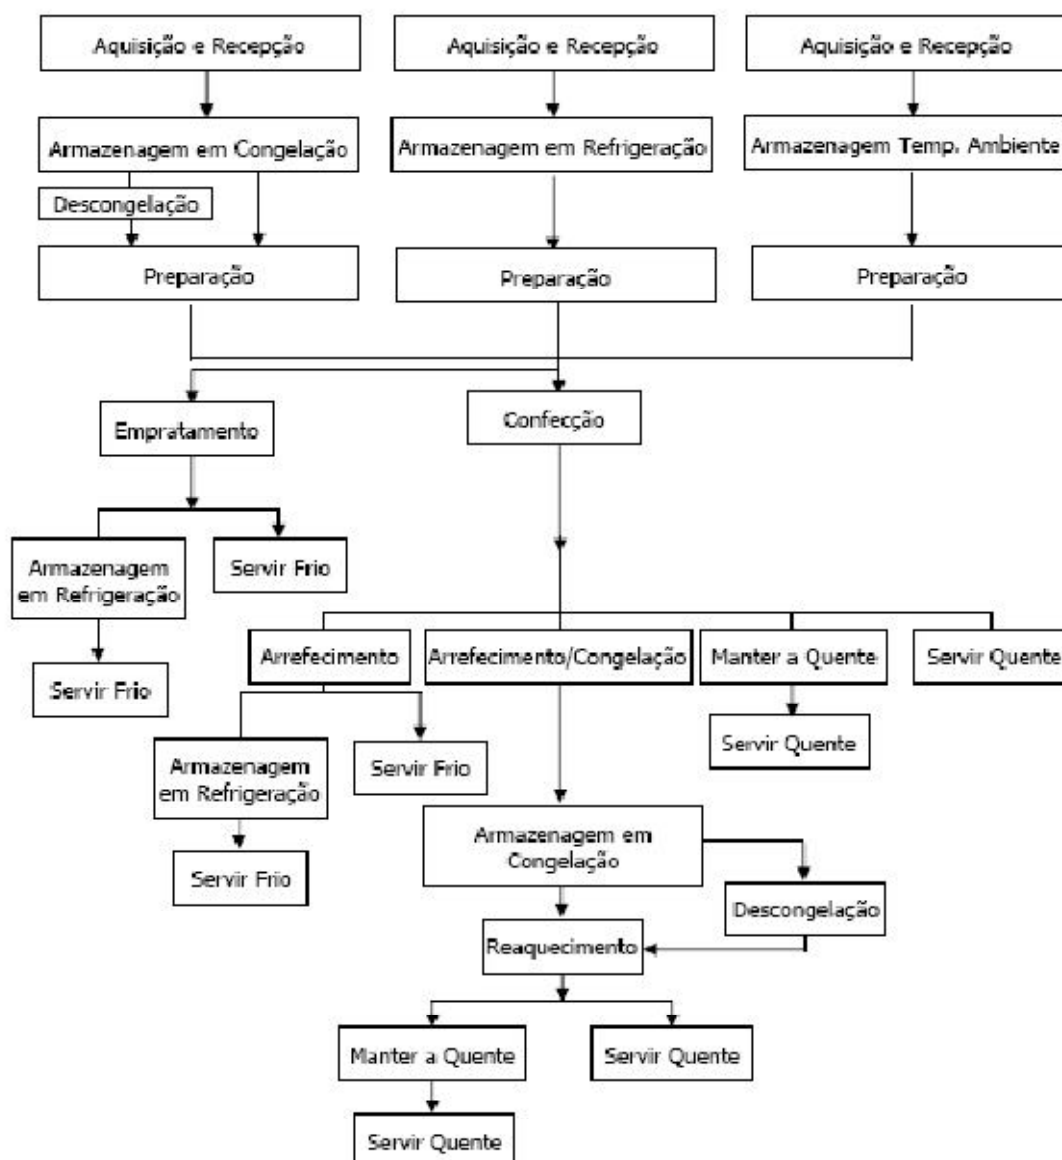 Aquisição e Recepção
Aquisição e Recepção
Aquisição e Recepção
Armazenagem em Congelação
Armazenagem em Refrigeração
Armazenagem Temp. Ambiente
Descongelação
Preparação
Preparação
Preparação
Empratamento
Confecção
Armazenagem
em Refrigeração
Servir Frio
Servir Frio
Arrefecimento
Arrefecimento/Congelação
Manter a Quente
Servir Quente
Servir Quente
Armazenagem
em Refrigeração
Servir Frio
Servir Frio
Armazenagem em
Congelação
Descongelação
Reaquecimento
Manter a Quente
Servir Quente
Servir Quente